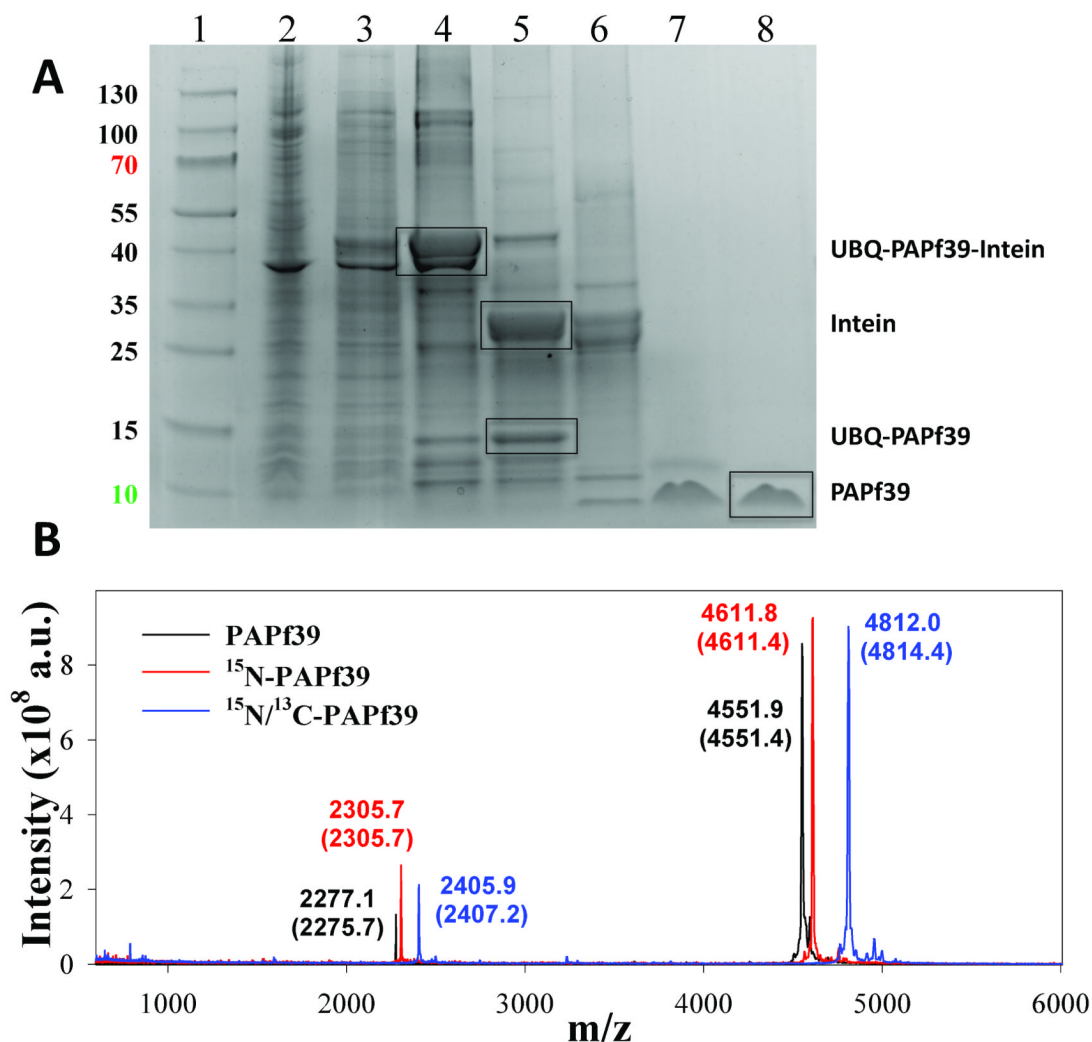 1 2 3 4 5 6 7 8
A
130
100
70
55
40
35
25
15
10
UBQ-PAPf39-Intein
Intein
UBQ-PAPf39
PAPf39
B
PAPf39
¹⁵N-PAPf39
¹⁵N/¹³C-PAPf39
4611.8
(4611.4)
4812.0
(4814.4)
4551.9
(4551.4)
2305.7
(2305.7)
2277.1
(2275.7)
2405.9
(2407.2)
Intensity (x10⁸ a.u.)
8
6
4
2
0
1000 2000 3000 4000 5000 6000
m/z